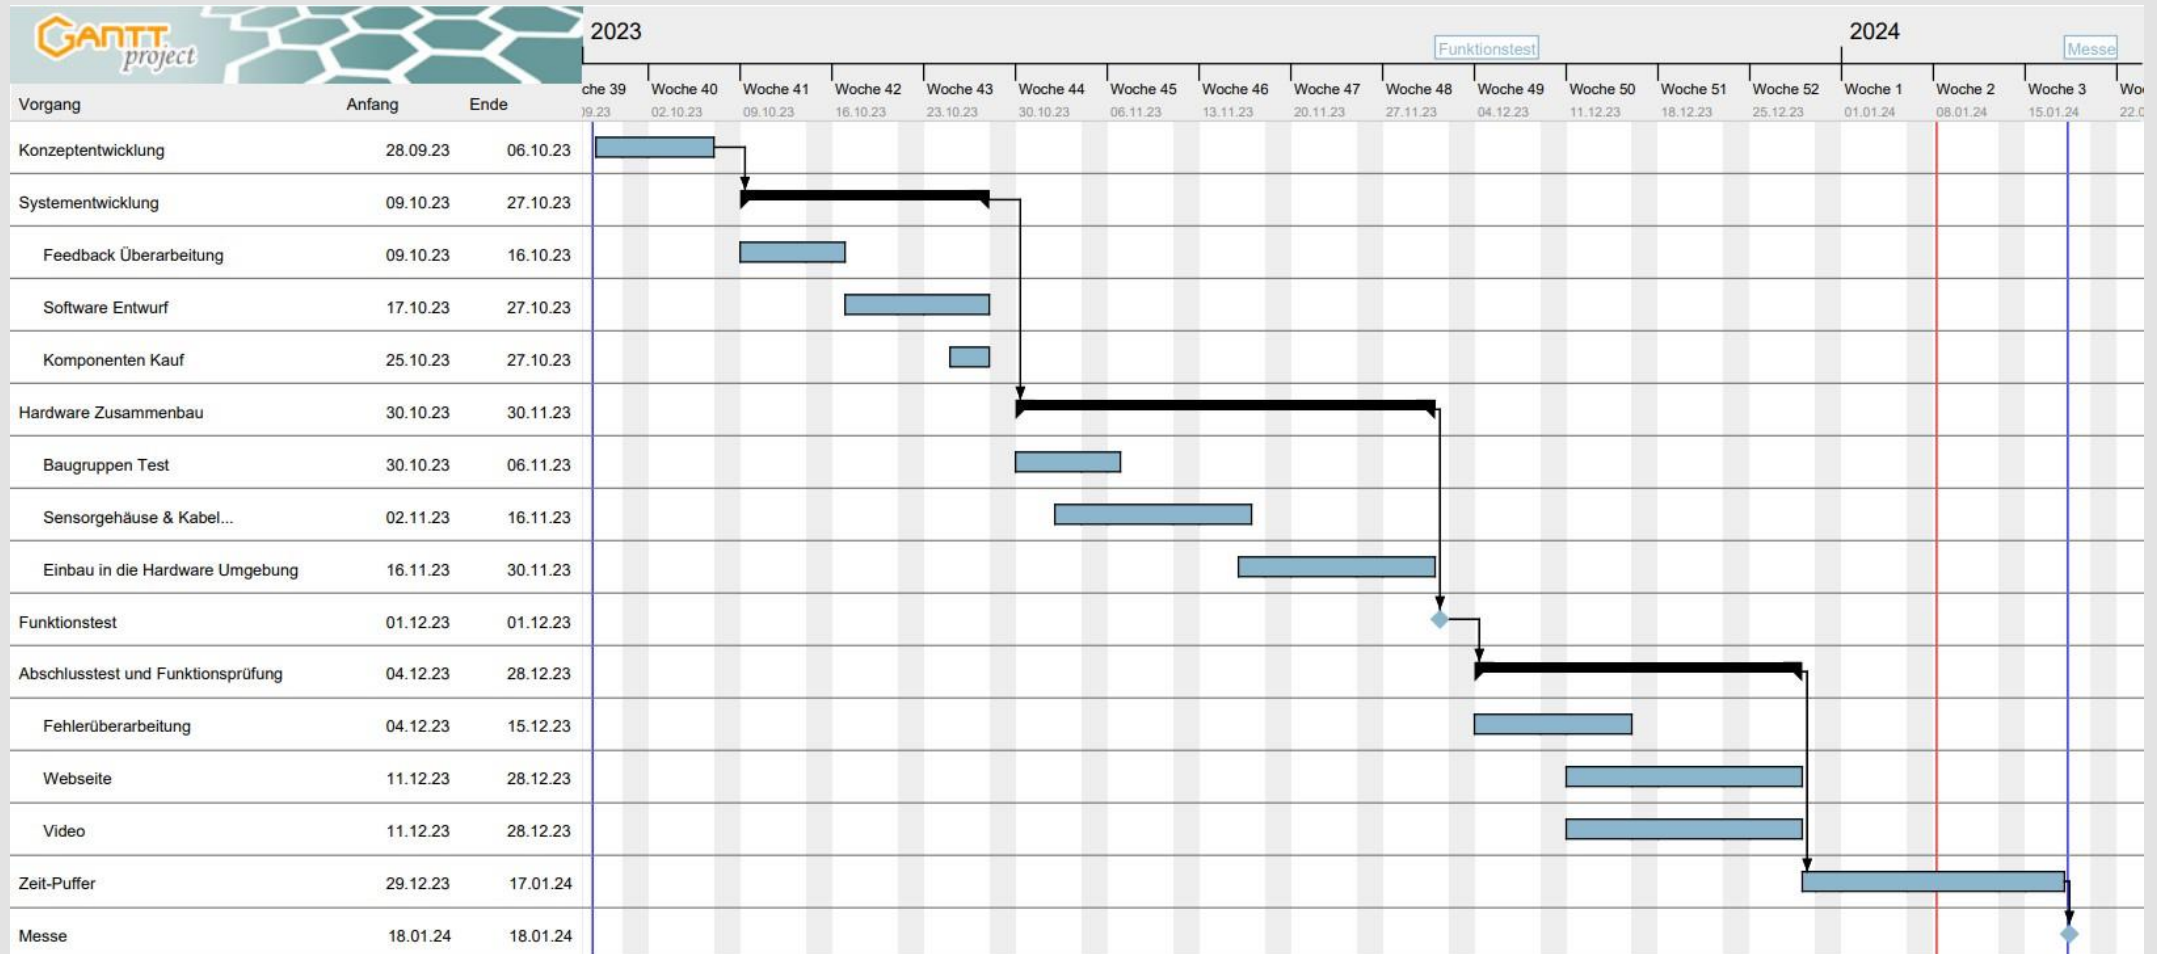 GANTT
project
2023
2024
Funktionstest
Messe
che 39 Woche 40 Woche 41 Woche 42 Woche 43 Woche 44 Woche 45 Woche 46 Woche 47 Woche 48 Woche 49 Woche 50 Woche 51 Woche 52 Woche 1 Woche 2 Woche 3
Vorgang Anfang Ende
09.23 02.10.23 09.10.23 16.10.23 23.10.23 30.10.23 06.11.23 13.11.23 20.11.23 27.11.23 04.12.23 11.12.23 18.12.23 25.12.23 01.01.24 08.01.24 15.01.24
Konzeptentwicklung 28.09.23 06.10.23
Systementwicklung 09.10.23 27.10.23
Feedback Überarbeitung 09.10.23 16.10.23
Software Entwurf 17.10.23 27.10.23
Komponenten Kauf 25.10.23 27.10.23
Hardware Zusammenbau 30.10.23 30.11.23
Baugruppen Test 30.10.23 06.11.23
Sensorgehäuse & Kabel... 02.11.23 16.11.23
Einbau in die Hardware Umgebung 16.11.23 30.11.23
Funktionstest 01.12.23 01.12.23
Abschlusstest und Funktionsprüfung 04.12.23 28.12.23
Fehlerüberarbeitung 04.12.23 15.12.23
Webseite 11.12.23 28.12.23
Video 11.12.23 28.12.23
Zeit-Puffer 29.12.23 17.01.24
Messe 18.01.24 18.01.24